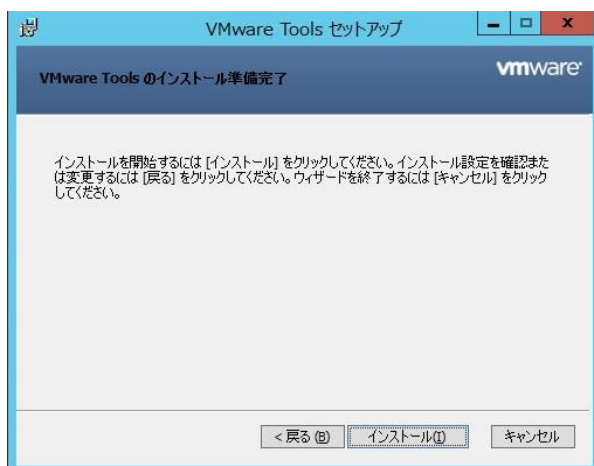 VMware Tools セットアップ
VMware Tools のインストール準備完了
vmware
インストールを開始するには [インストール] をクリックしてください。インストール設定を確認また
は変更するには [戻る] をクリックしてください。ウィザードを終了するには [キャンセル] をクリック
してください。
< 戻る (B)
インストール(I)
キャンセル